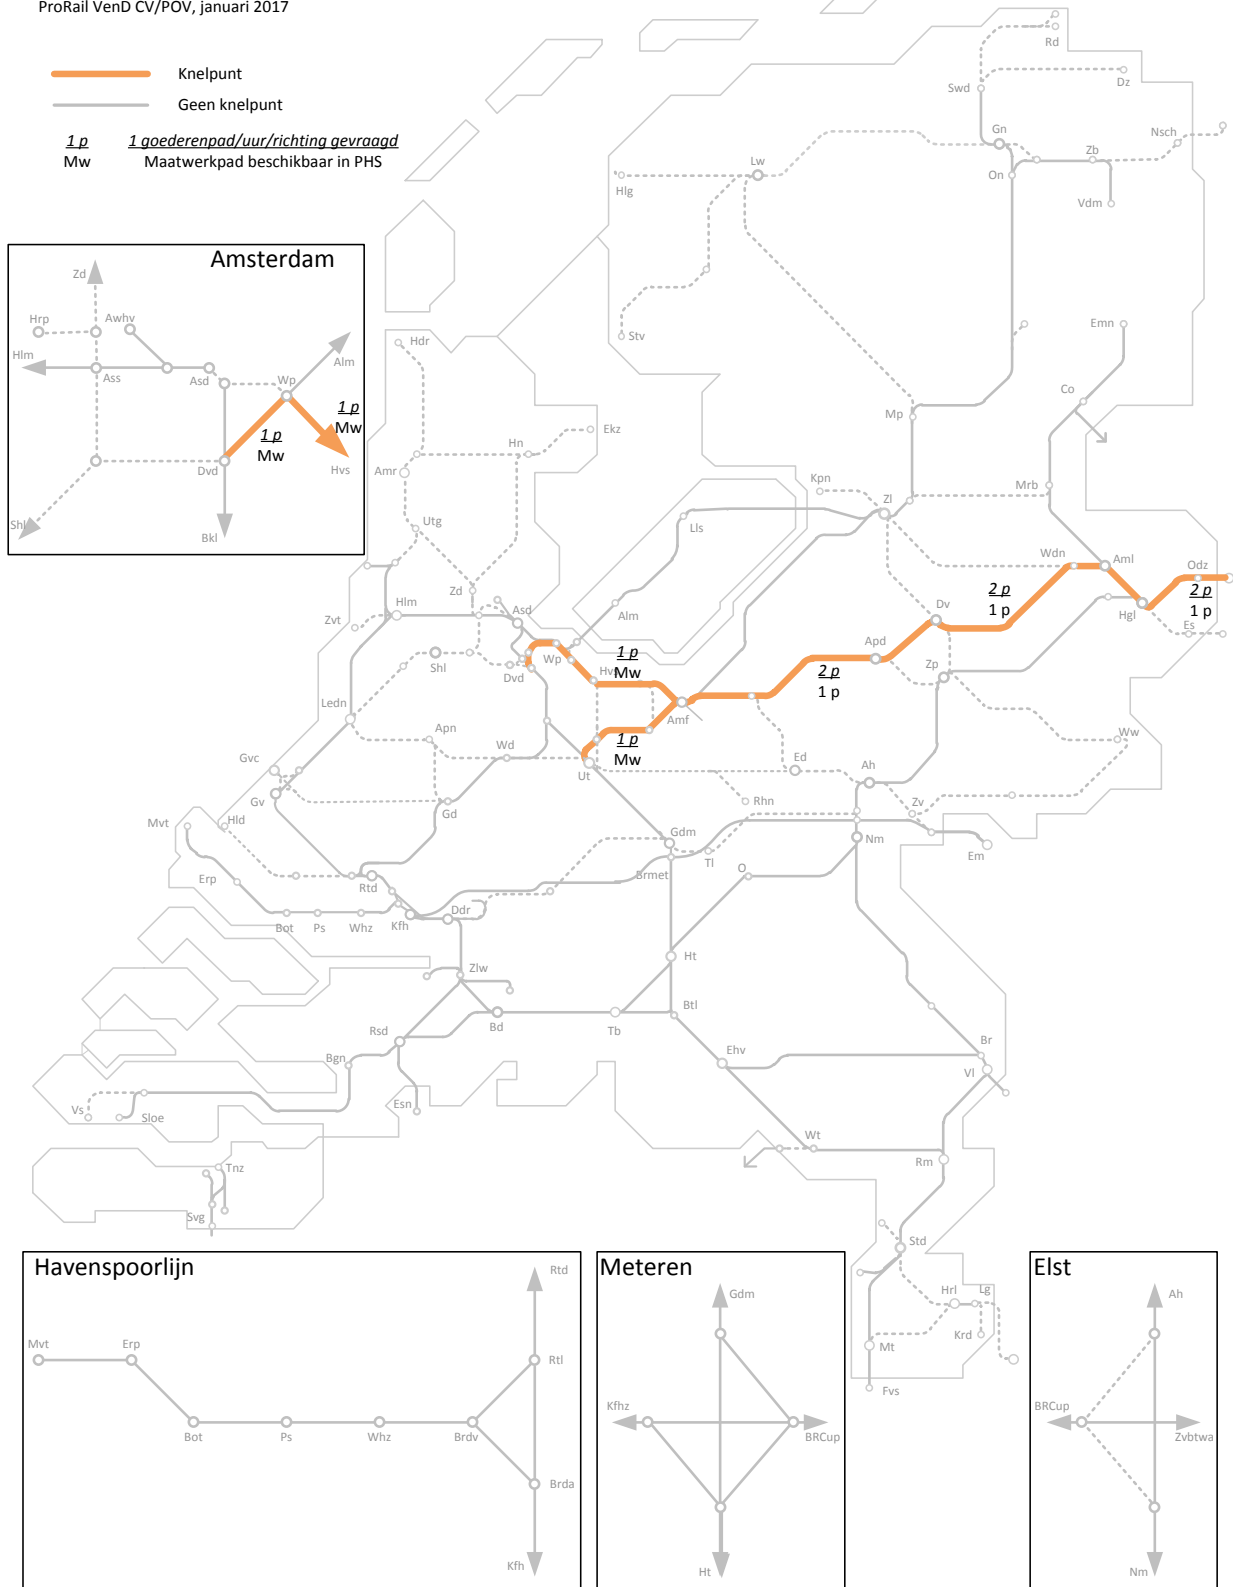 ProRail VenD CV/POV, januari 2017
Knelpunt
Geen knelpunt
1 p 1 goederenpad/uur/richting gevraagd
Mw Maatwerkpad beschikbaar in PHS
Rd
Dz
Swd
Gn
Nsch
Zb
On
Vdm
Lw
Hlg
Stv
Emn
Co
Mp
Mrb
Kpn
Zl
Hdr
Ekz
Hn
Amr
Utg
Zd
Lls
Alm
Wdn
Aml
Odz
2 p
1 p
Hgl
Es
2 p
1 p
Dv
Apd
Zp
2 p
1 p
Hlm
Zvt
Asd
Shl
Dvd
Wp
Hvs
1 p
Mw
Amf
1 p
Mw
Ut
Ledn
Apn
Wd
Gvc
Gv
Gd
Ed
Rhn
Ah
Zv
Ww
Mvt
Hld
Gdm
Tl
Nm
Em
Erp
Rtd
Brmet
O
Bot
Ps
Whz
Kfh
Ddr
Zlw
Ht
Btl
Rsd
Bd
Tb
Bgn
Ehv
Br
Vl
Vs
Sloe
Esn
Wt
Rm
Tnz
Svg
Std
Hrl
Lg
Krd
Mt
Fvs
Amsterdam
Zd
Hrp
Awhv
Hlm
Ass
Asd
Wp
Alm
1 p
Mw
1 p
Mw
Dvd
Hvs
Shl
Bkl
Havenspoorlijn
Rtd
Mvt
Erp
Rtl
Bot
Ps
Whz
Brdv
Brda
Kfh
Meteren
Gdm
Kfhz
BRCup
Ht
Elst
Ah
BRCup
Zvbtwa
Nm